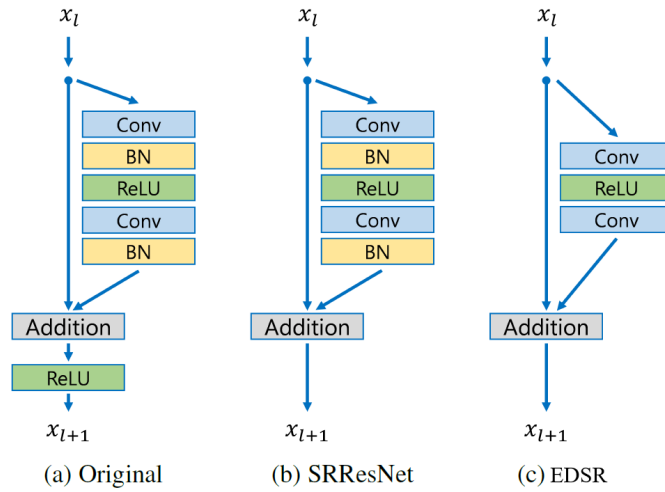 x_l
Conv
BN
ReLU
Conv
BN
Addition
ReLU
x_{l+1}
(a) Original
x_l
Conv
BN
ReLU
Conv
BN
Addition
x_{l+1}
(b) SRResNet
x_l
Conv
ReLU
Conv
Addition
x_{l+1}
(c) EDSR